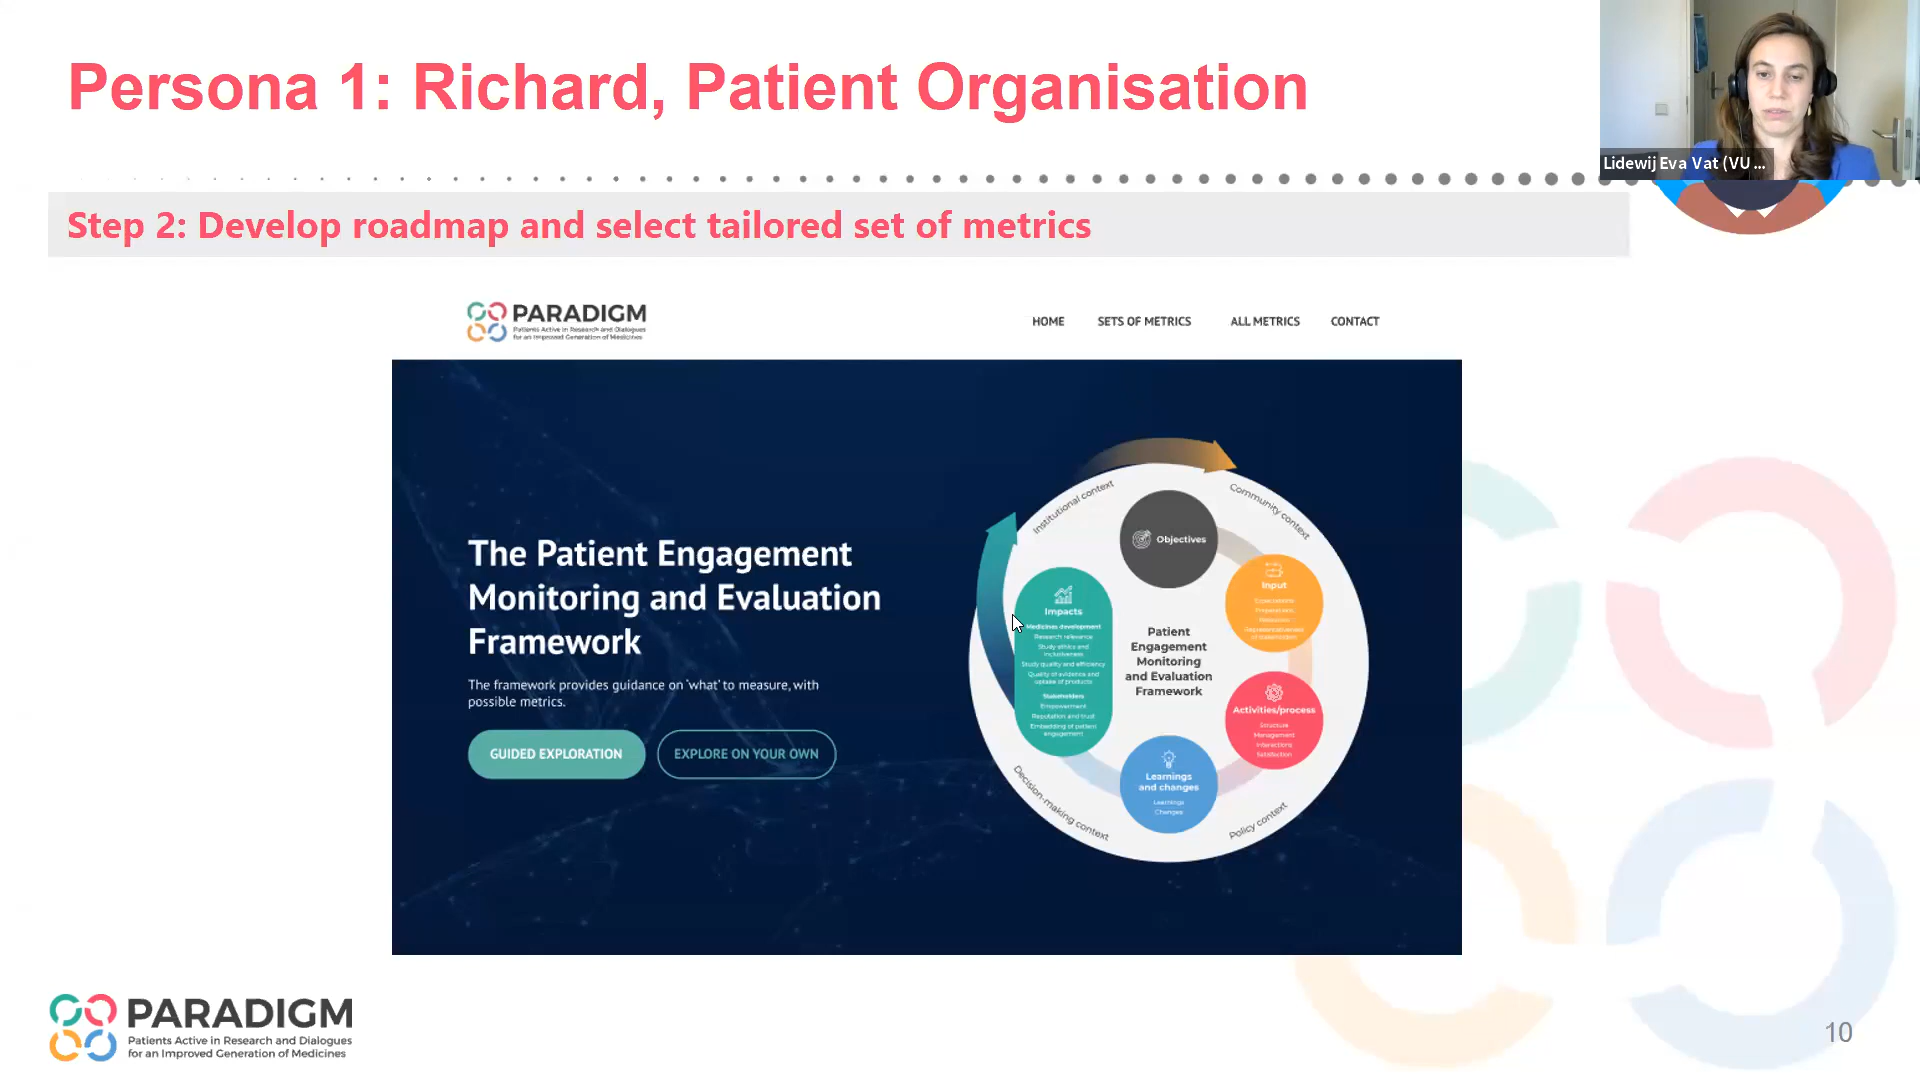 Persona 1: Richard, Patient Organisation
Lidewij Eva Vat (VU ...
Step 2: Develop roadmap and select tailored set of metrics
PARADIGM
Patients Active in Research and Dialogues
for an Improved Generation of Medicines
HOME
SETS OF METRICS
ALL METRICS
CONTACT
The Patient Engagement
Monitoring and Evaluation
Framework
The framework provides guidance on 'what' to measure, with
possible metrics.
GUIDED EXPLORATION
EXPLORE ON YOUR OWN
Institutional context
Community context
Objectives
Input
Expectations
Preparations
Resources
Representativeness
of stakeholders
Impacts
Medicines development
Research relevance
Study ethics and
inclusiveness
Study quality and efficiency
Quality of evidence and
uptake of products
Stakeholders
Empowerment
Reputation and trust
Embedding of patient
engagement
Patient
Engagement
Monitoring
and Evaluation
Framework
Activities/process
Structure
Management
Interactions
Satisfaction
Learnings
and changes
Learnings
Changes
Decision-making context
Policy context
PARADIGM
Patients Active in Research and Dialogues
for an Improved Generation of Medicines
10